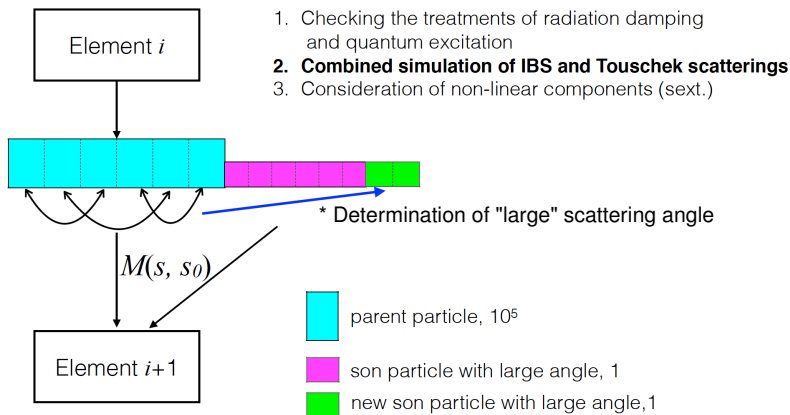 Element i
1. Checking the treatments of radiation damping
and quantum excitation
2. Combined simulation of IBS and Touschek scatterings
3. Consideration of non-linear components (sext.)
* Determination of "large" scattering angle
M(s, s₀)
parent particle, 10⁵
Element i+1
son particle with large angle, 1
new son particle with large angle,1